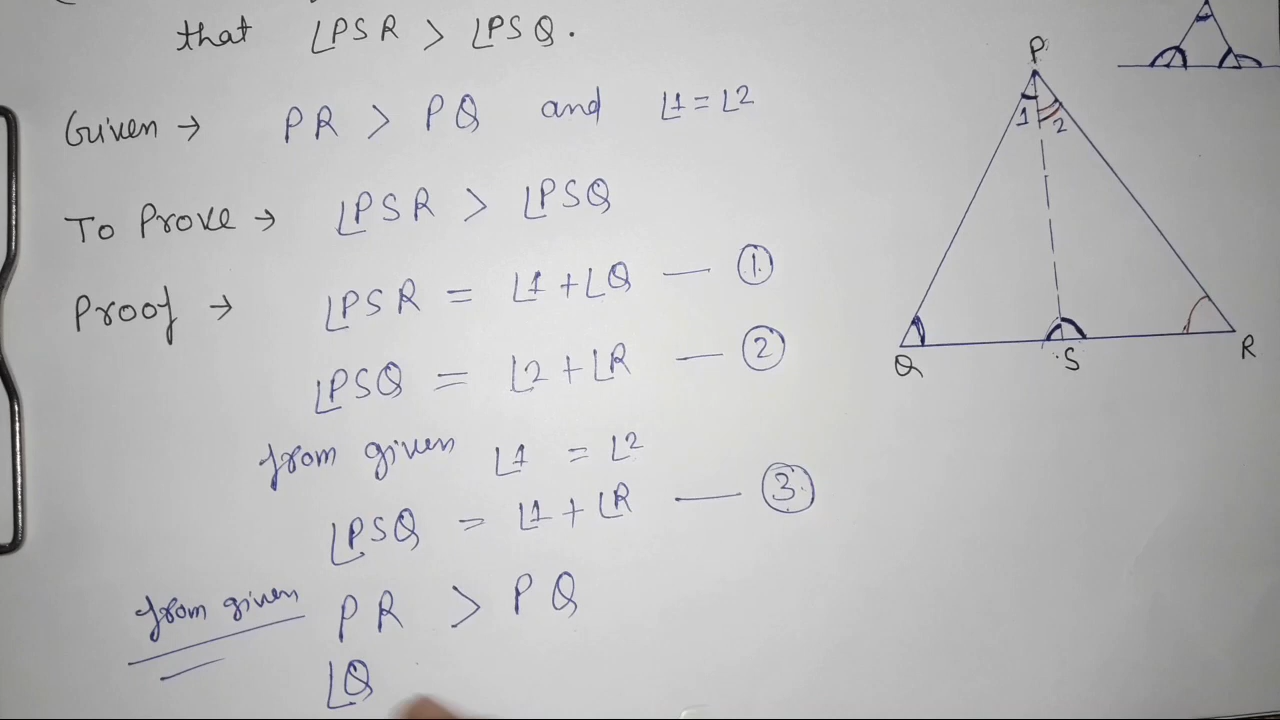 that ∠PSR > ∠PSQ.
Given → PR > PQ and ∠1 = ∠2
To Prove → ∠PSR > ∠PSQ
Proof → ∠PSR = ∠1 + ∠Q — ①
∠PSQ = ∠2 + ∠R — ②
from given ∠1 = ∠2
∠PSQ = ∠1 + ∠R — ③
from given PR > PQ
∠Q
P
1 2
Q S R